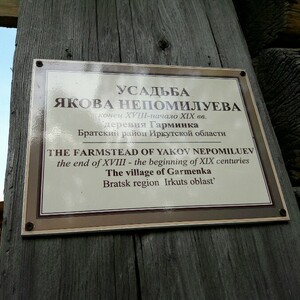 УСАДЬБА
ЯКОВА НЕПОМИЛУЕВА
конец XVIII-начало XIX вв.
деревня Гарминка
Братский район Иркутской области
THE FARMSTEAD OF YAKOV NEPOMILUEV
the end of XVIII - the beginning of XIX centuries
The village of Garmenka
Bratsk region Irkuts oblast'